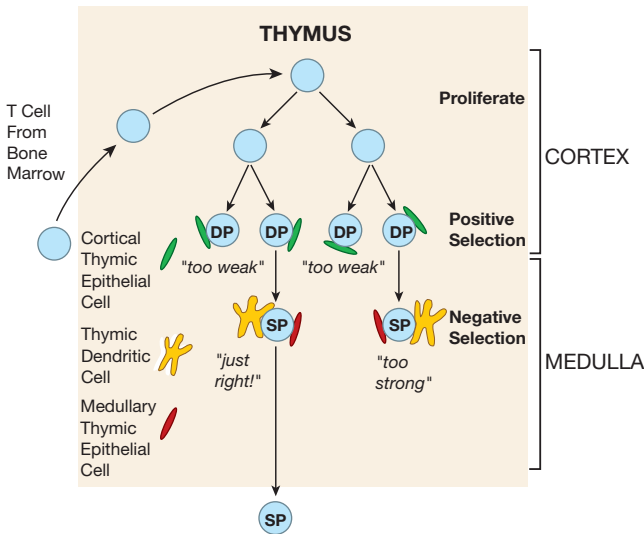 THYMUS
T Cell
From
Bone
Marrow
Proliferate
CORTEX
DP
DP
DP
DP
Positive
Selection
Cortical
Thymic
Epithelial
Cell
"too weak"
"too weak"
SP
SP
Negative
Selection
Thymic
Dendritic
Cell
"just
right!"
"too
strong"
MEDULLA
Medullary
Thymic
Epithelial
Cell
SP